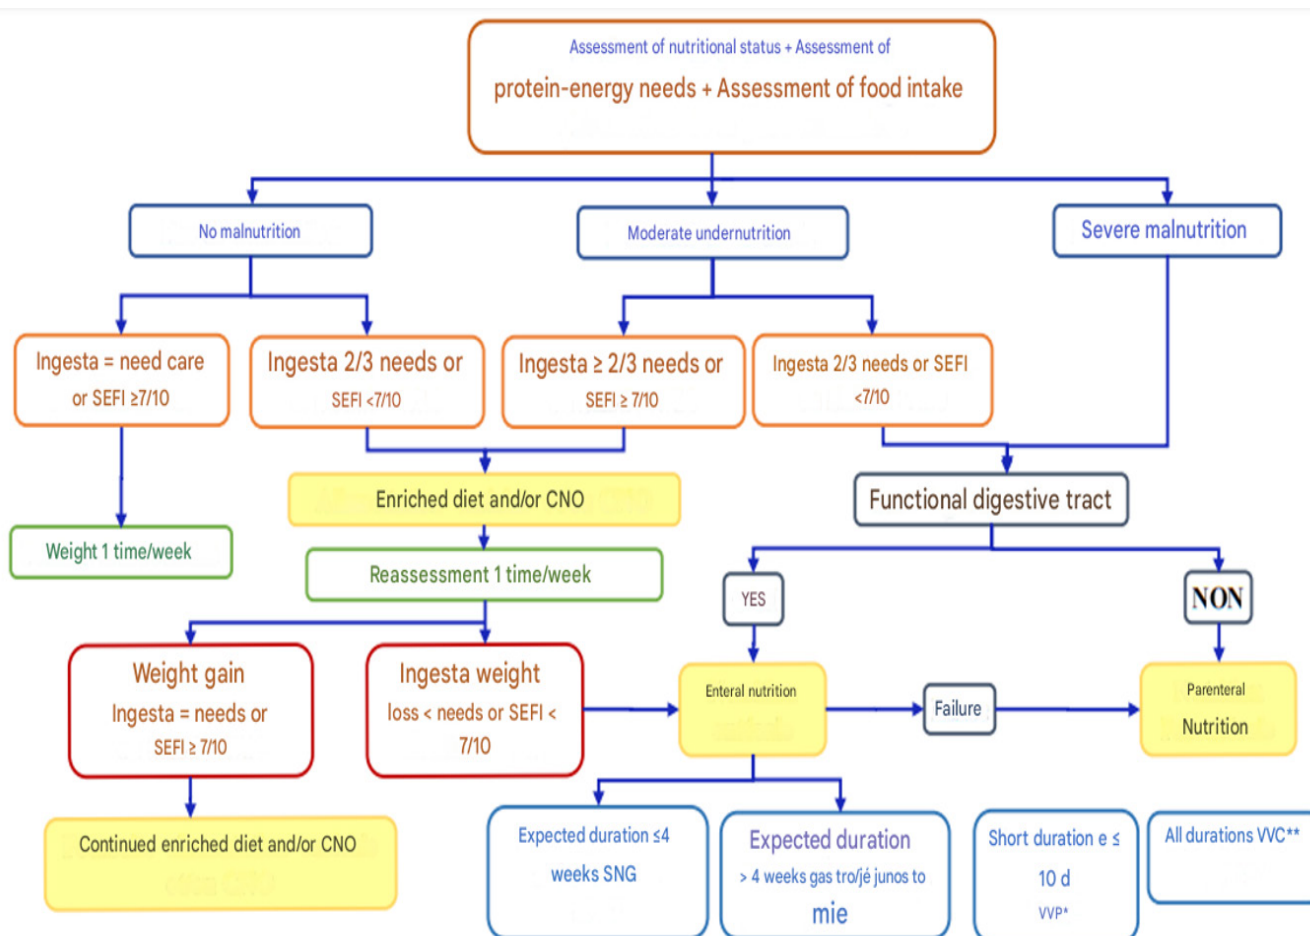 Assessment of nutritional status + Assessment of
protein-energy needs + Assessment of food intake
No malnutrition
Moderate undernutrition
Severe malnutrition
Ingesta = need care
or SEFI ≥7/10
Ingesta 2/3 needs or
SEFI <7/10
Ingesta ≥ 2/3 needs or
SEFI ≥ 7/10
Ingesta 2/3 needs or SEFI
<7/10
Enriched diet and/or CNO
Functional digestive tract
Weight 1 time/week
Reassessment 1 time/week
YES
NON
Weight gain
Ingesta = needs or
SEFI ≥ 7/10
Ingesta weight
loss < needs or SEFI <
7/10
Enteral nutrition
Failure
Parenteral
Nutrition
Continued enriched diet and/or CNO
Expected duration ≤4
weeks SNG
Expected duration
> 4 weeks gas tro/jé junos to
mie
Short duration e ≤
10 d
VVP*
All durations VVC**